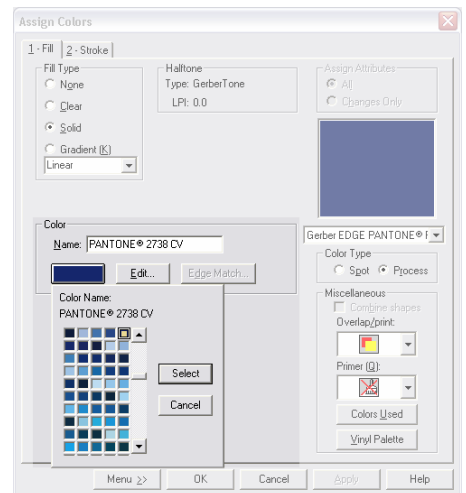 Assign Colors
1 - Fill
2 - Stroke
Fill Type
None
Clear
Solid
Gradient (K)
Linear
Halftone
Type: GerberTone
LPI: 0.0
Assign Attributes
All
Changes Only
Color
Name: PANTONE® 2738 CV
Edit...
Edge Match...
Color Name:
PANTONE® 2738 CV
Select
Cancel
Gerber EDGE PANTONE® F
Color Type
Spot
Process
Miscellaneous
Combine shapes
Overlap/print:
Primer (Q):
Colors Used
Vinyl Palette
Menu >>
OK
Cancel
Apply
Help